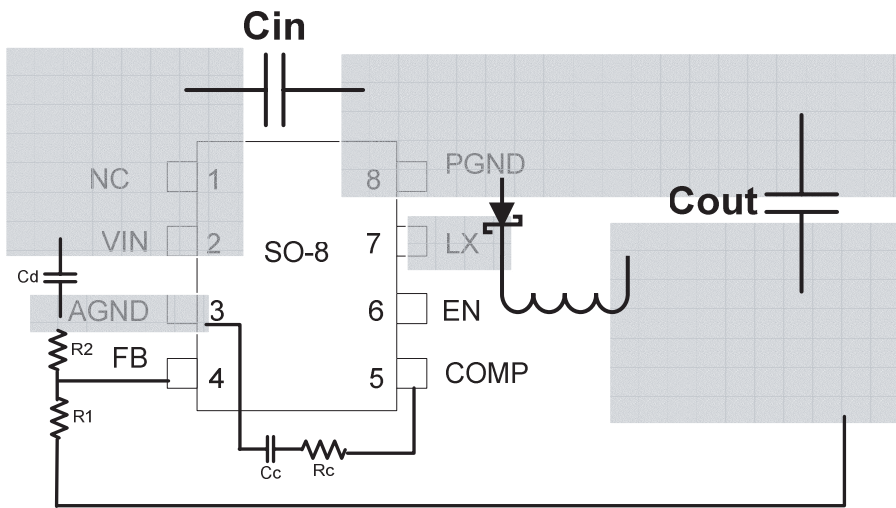 Cin
NC 1 8 PGND
VIN 2 SO-8 7 LX
Cout
Cd
AGND 3 6 EN
R2
FB 4 5 COMP
R1
Cc Rc